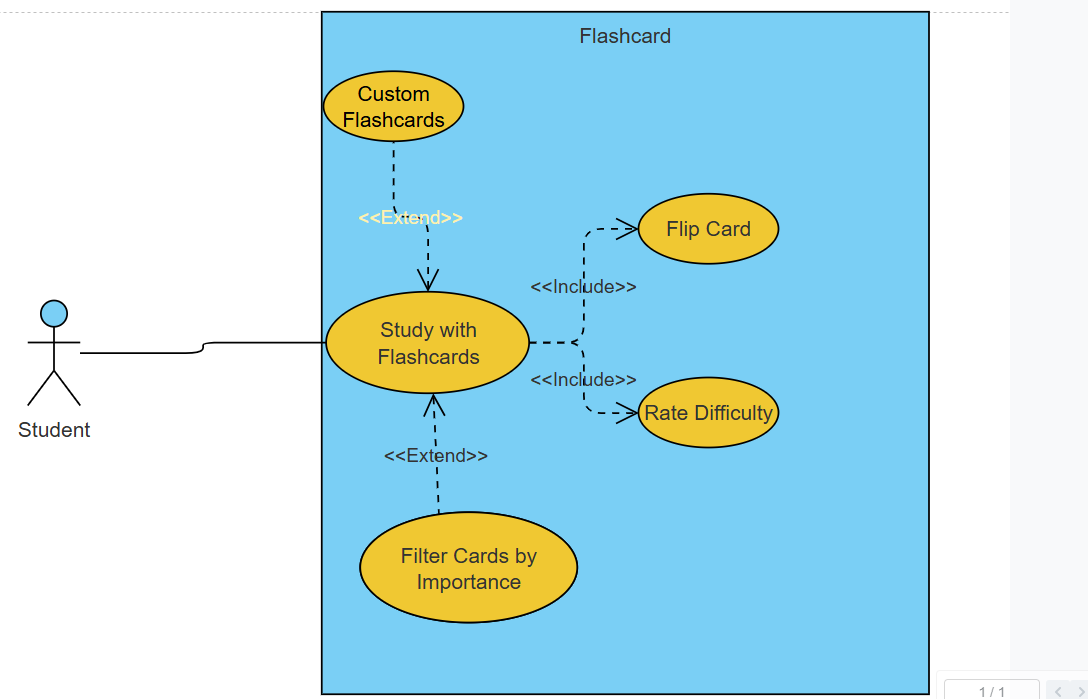 Flashcard
Custom
Flashcards
<<Extend>>
Flip Card
<<Include>>
Study with
Flashcards
<<Include>>
Rate Difficulty
Student
<<Extend>>
Filter Cards by
Importance
1 / 1